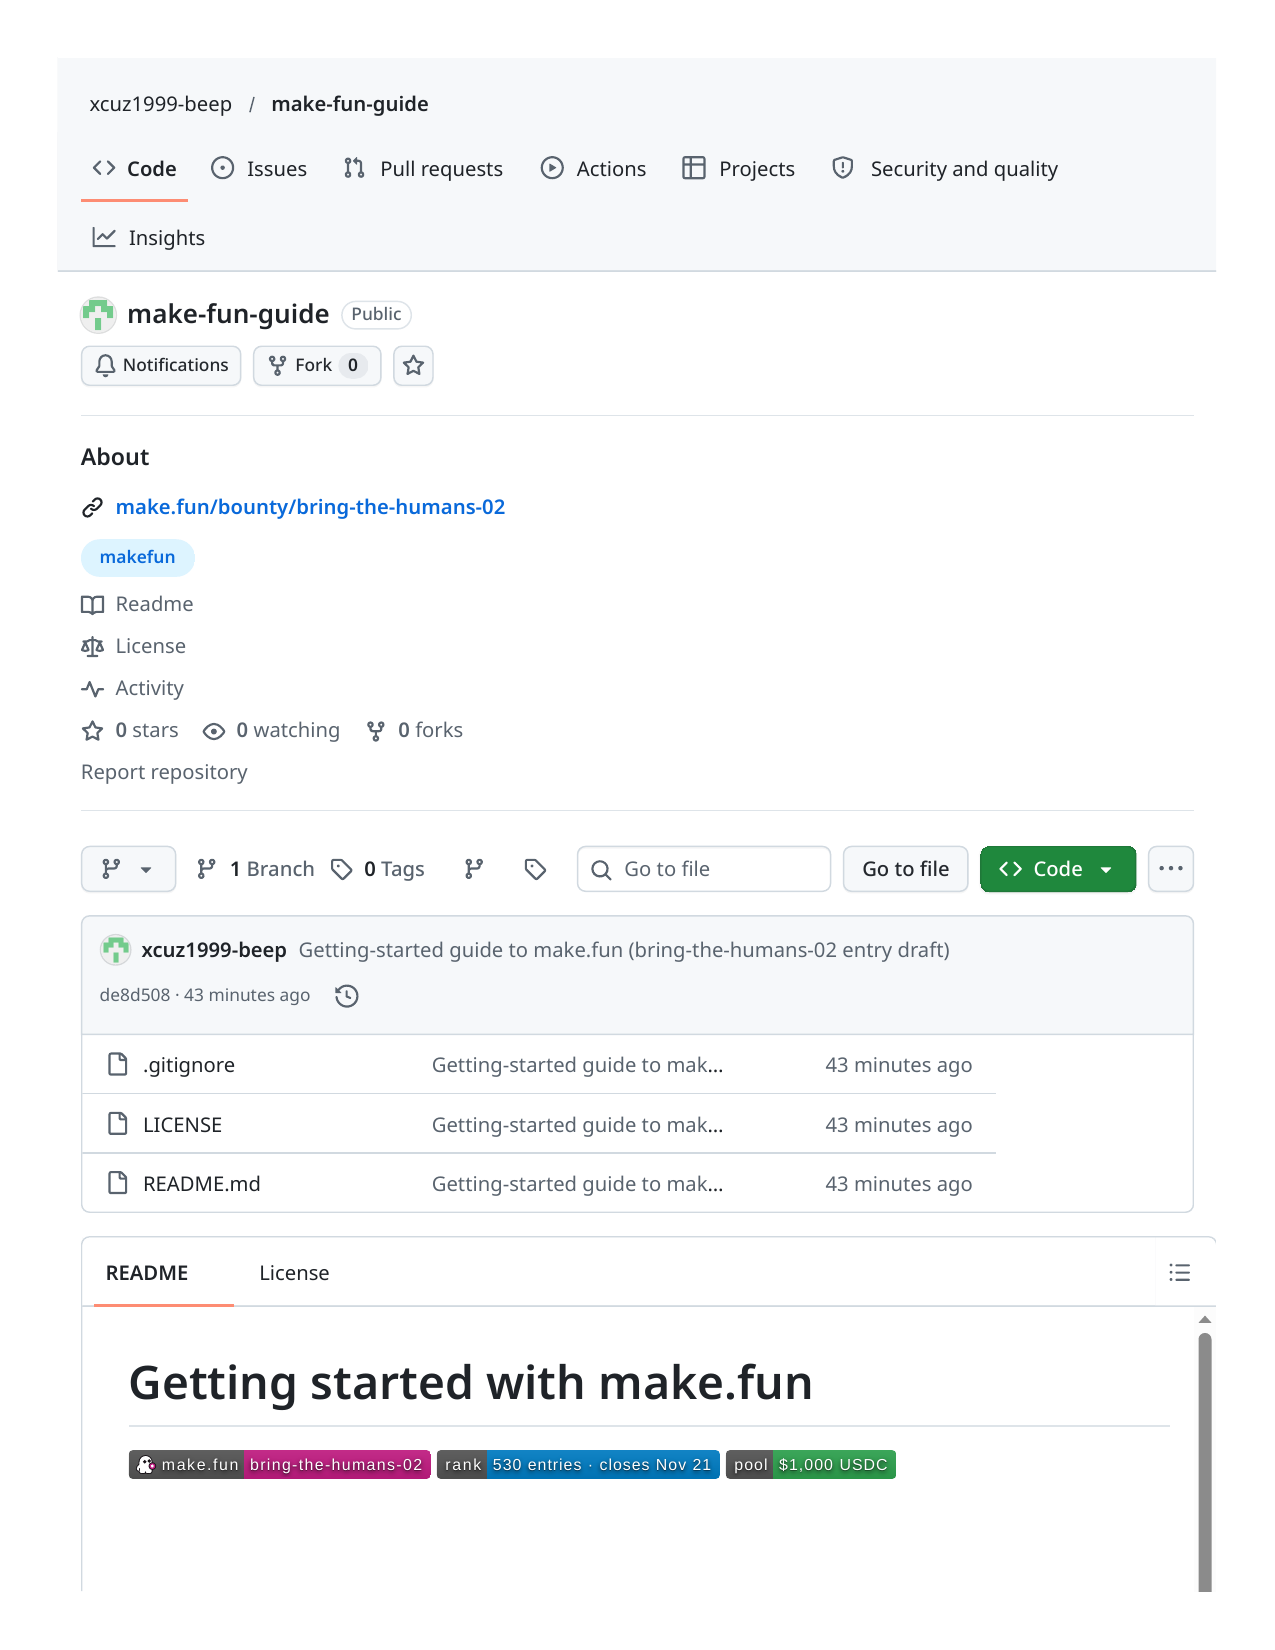 xcuz1999-beep / make-fun-guide
Code Issues Pull requests Actions Projects Security and quality
Insights
make-fun-guide Public
Notifications Fork 0
About
make.fun/bounty/bring-the-humans-02
makefun
Readme
License
Activity
0 stars 0 watching 0 forks
Report repository
1 Branch 0 Tags Go to file Go to file Code
xcuz1999-beep Getting-started guide to make.fun (bring-the-humans-02 entry draft)
de8d508 · 43 minutes ago
.gitignore Getting-started guide to mak... 43 minutes ago
LICENSE Getting-started guide to mak... 43 minutes ago
README.md Getting-started guide to mak... 43 minutes ago
README License
Getting started with make.fun
make.fun bring-the-humans-02 rank 530 entries · closes Nov 21 pool $1,000 USDC